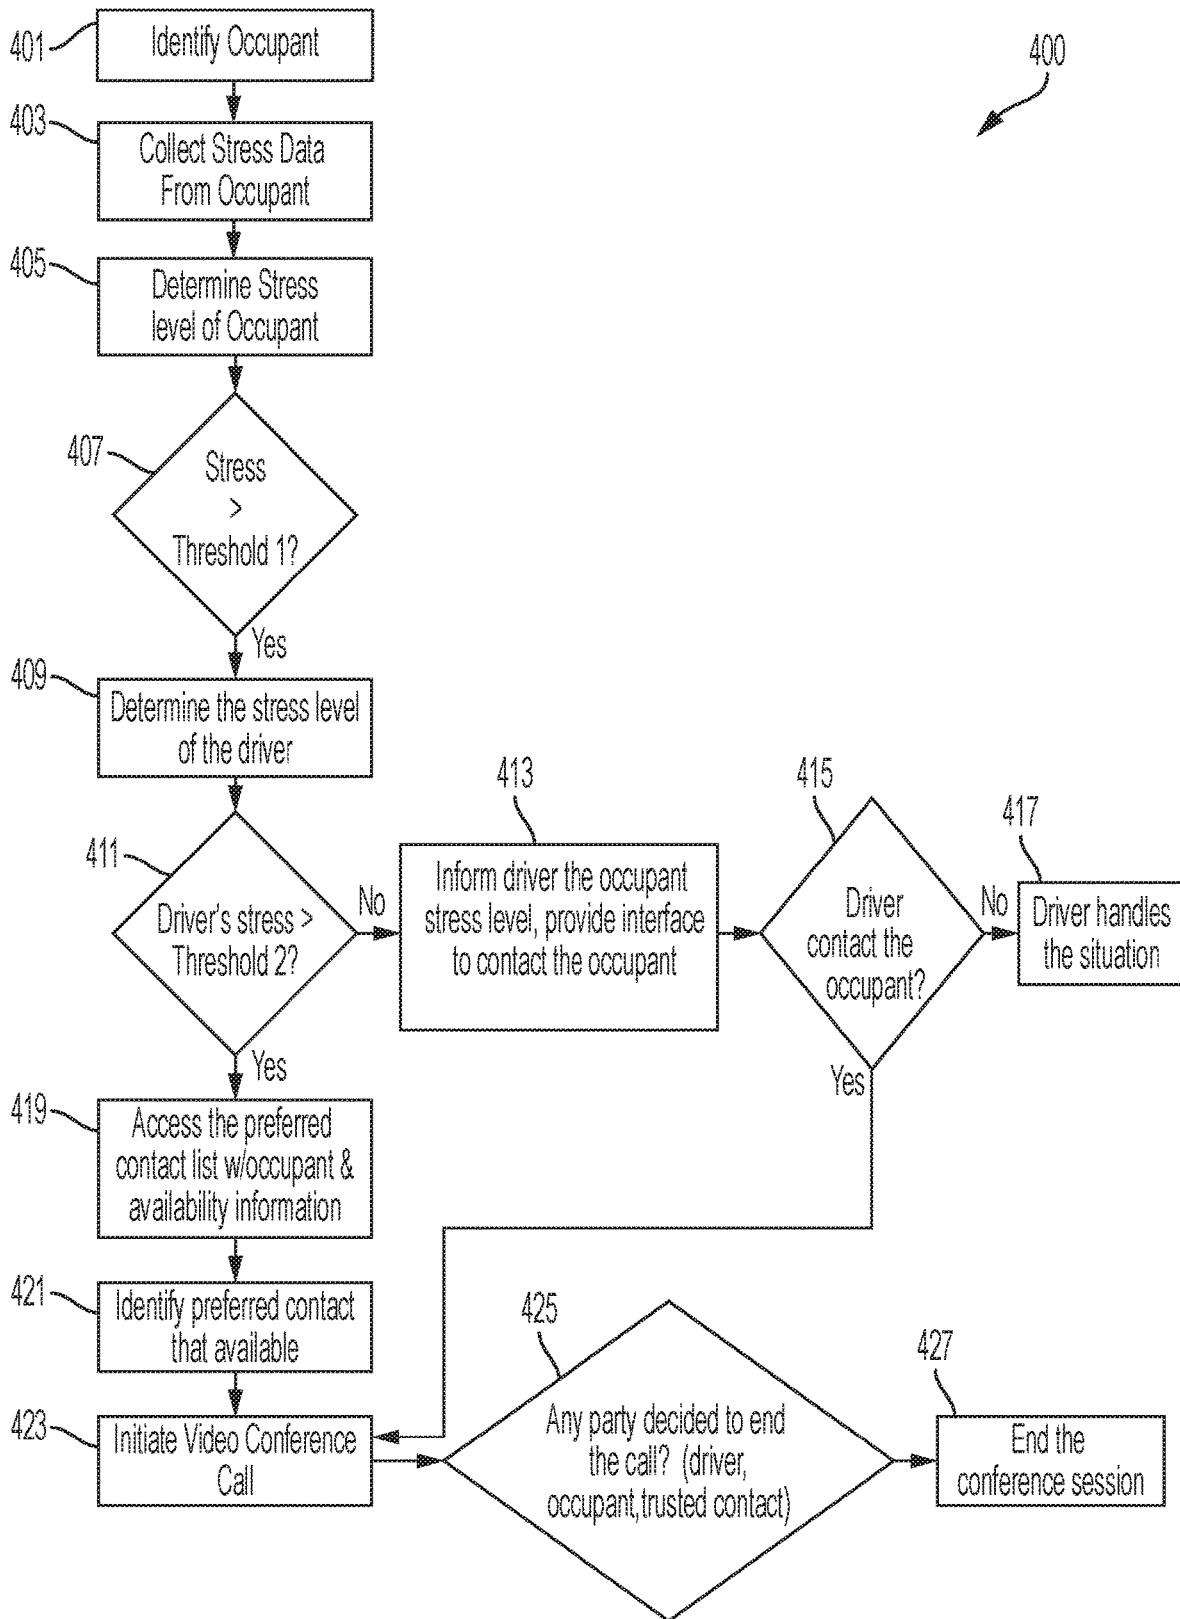 401
Identify Occupant
400
403
Collect Stress Data
From Occupant
405
Determine Stress
level of Occupant
407
Stress
>
Threshold 1?
Yes
409
Determine the stress level
of the driver
411
Driver's stress >
Threshold 2?
No
413
Inform driver the occupant
stress level, provide interface
to contact the occupant
415
Driver
contact the
occupant?
No
417
Driver handles
the situation
Yes
Yes
419
Access the preferred
contact list w/occupant &
availability information
421
Identify preferred contact
that available
423
Initiate Video Conference
Call
425
Any party decided to end
the call? (driver,
occupant,trusted contact)
427
End the
conference session